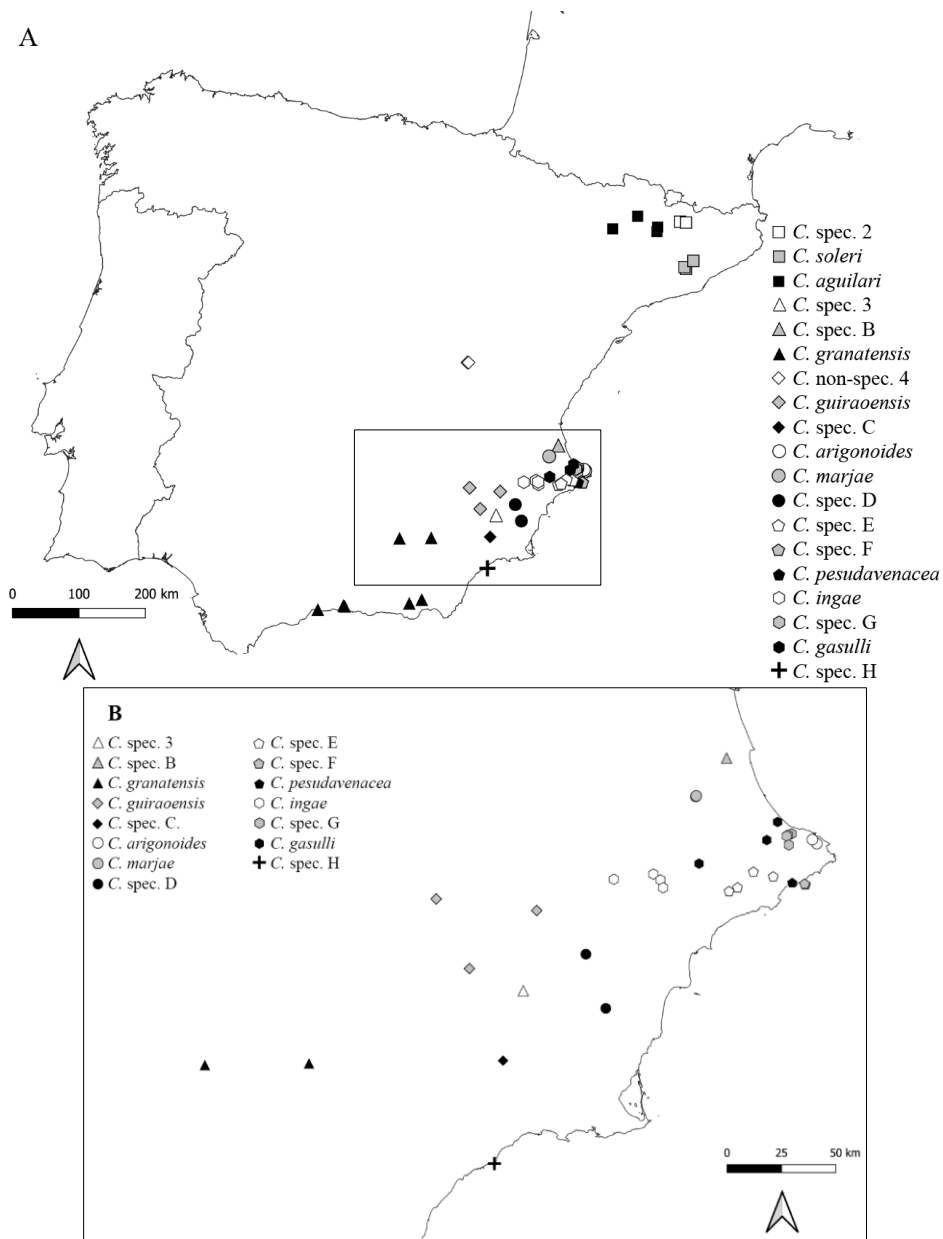 A
C. spec. 2
C. soleri
C. aguilari
C. spec. 3
C. spec. B
C. granatensis
C. non-spec. 4
C. guiraoensis
C. spec. C
C. arigonoides
C. marjae
C. spec. D
C. spec. E
C. spec. F
C. pesudavenacea
C. ingae
C. spec. G
C. gasulli
C. spec. H
0 100 200 km
B
C. spec. 3
C. spec. B
C. granatensis
C. guiraoensis
C. spec. C.
C. arigonoides
C. marjae
C. spec. D
C. spec. E
C. spec. F
C. pesudavenacea
C. ingae
C. spec. G
C. gasulli
C. spec. H
0 25 50 km